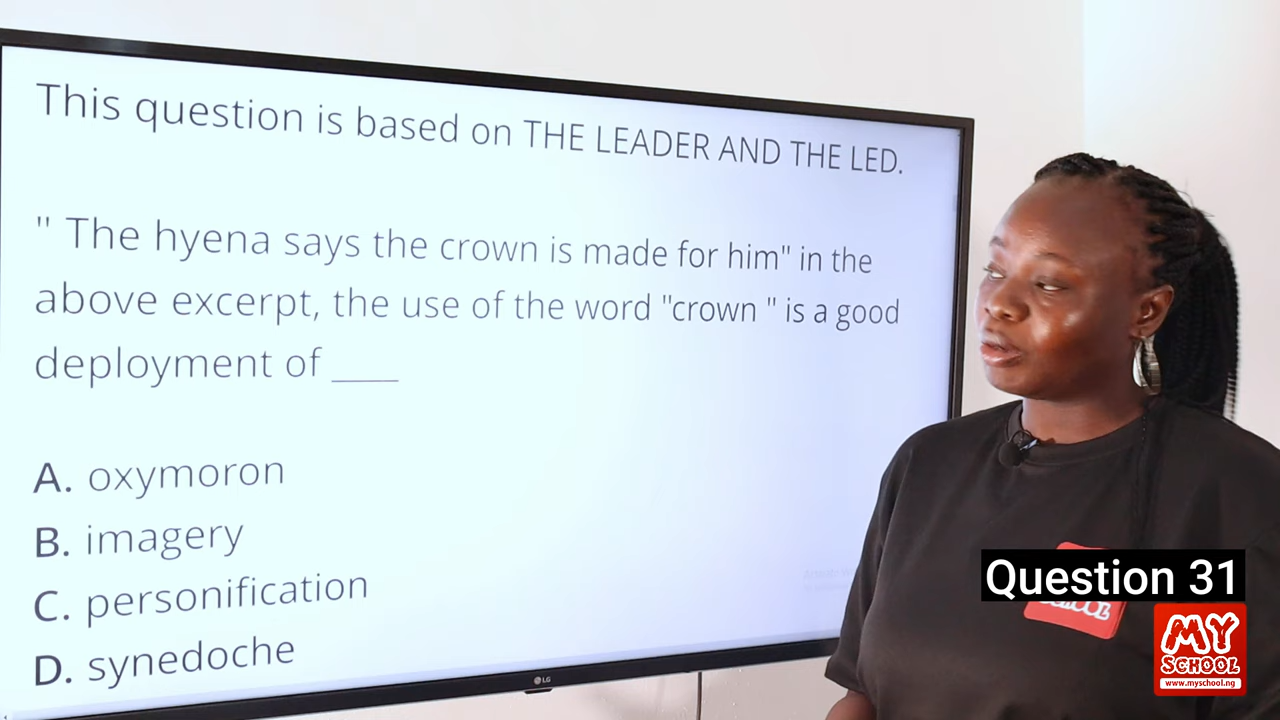 This question is based on THE LEADER AND THE LED.
" The hyena says the crown is made for him" in the
above excerpt, the use of the word "crown " is a good
deployment of ____
A. oxymoron
B. imagery
C. personification
D. synedoche
LG
Question 31
SCHOOL
MY
SCHOOL
www.myschool.ng